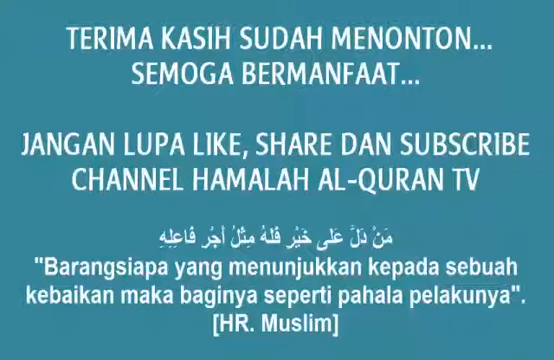 TERIMA KASIH SUDAH MENONTON...
SEMOGA BERMANFAAT...
JANGAN LUPA LIKE, SHARE DAN SUBSCRIBE
CHANNEL HAMALAH AL-QURAN TV
مَنْ دَلَّ عَلَى خَيْرٍ فَلَهُ مِثْلُ أَجْرِ فَاعِلِهِ
"Barangsiapa yang menunjukkan kepada sebuah
kebaikan maka baginya seperti pahala pelakunya".
[HR. Muslim]